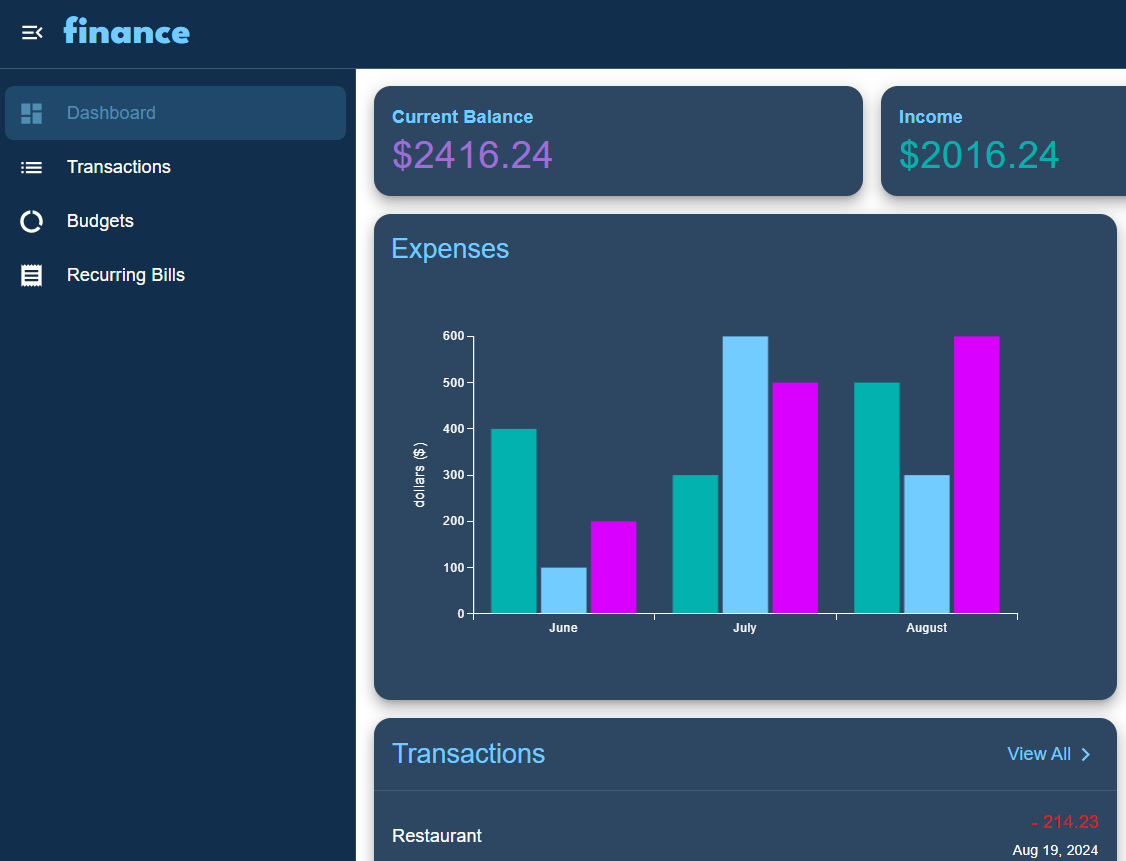 finance
Dashboard
Transactions
Budgets
Recurring Bills
Current Balance
$2416.24
Income
$2016.24
Expenses
600
500
400
300
200
100
0
dollars ($)
June
July
August
Transactions
View All
Restaurant
- 214.23
Aug 19, 2024